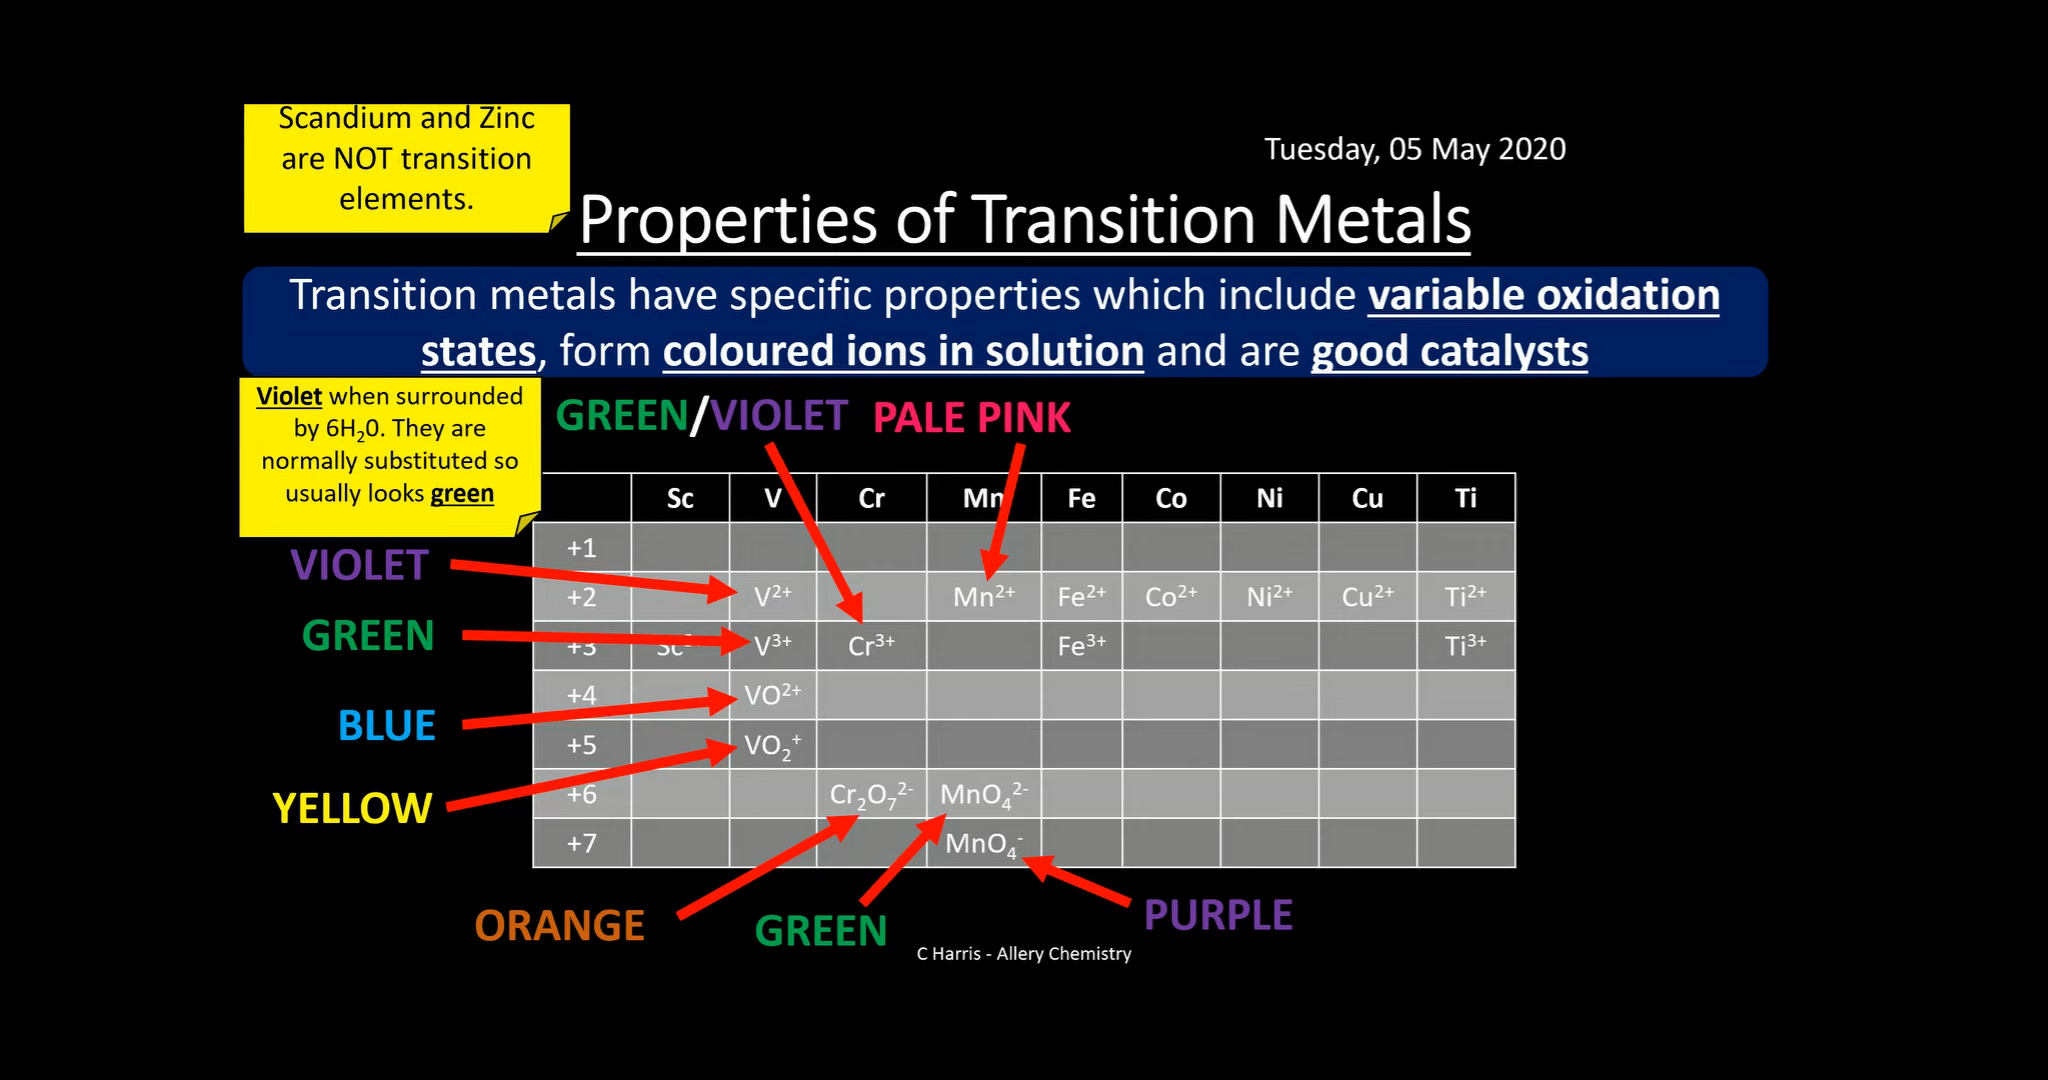 Scandium and Zinc
are NOT transition
elements.
Tuesday, 05 May 2020
Properties of Transition Metals
Transition metals have specific properties which include variable oxidation
states, form coloured ions in solution and are good catalysts
Violet when surrounded
by 6H₂0. They are
normally substituted so
usually looks green
GREEN/VIOLET PALE PINK
Sc V Cr Mn Fe Co Ni Cu Ti
+1
VIOLET
+2 V²⁺ Mn²⁺ Fe²⁺ Co²⁺ Ni²⁺ Cu²⁺ Ti²⁺
GREEN
+3 Sc V³⁺ Cr³⁺ Fe³⁺ Ti³⁺
+4 VO²⁺
BLUE
+5 VO₂⁺
+6 Cr₂O₇²⁻ MnO₄²⁻
YELLOW
+7 MnO₄⁻
ORANGE GREEN PURPLE
C Harris - Allery Chemistry